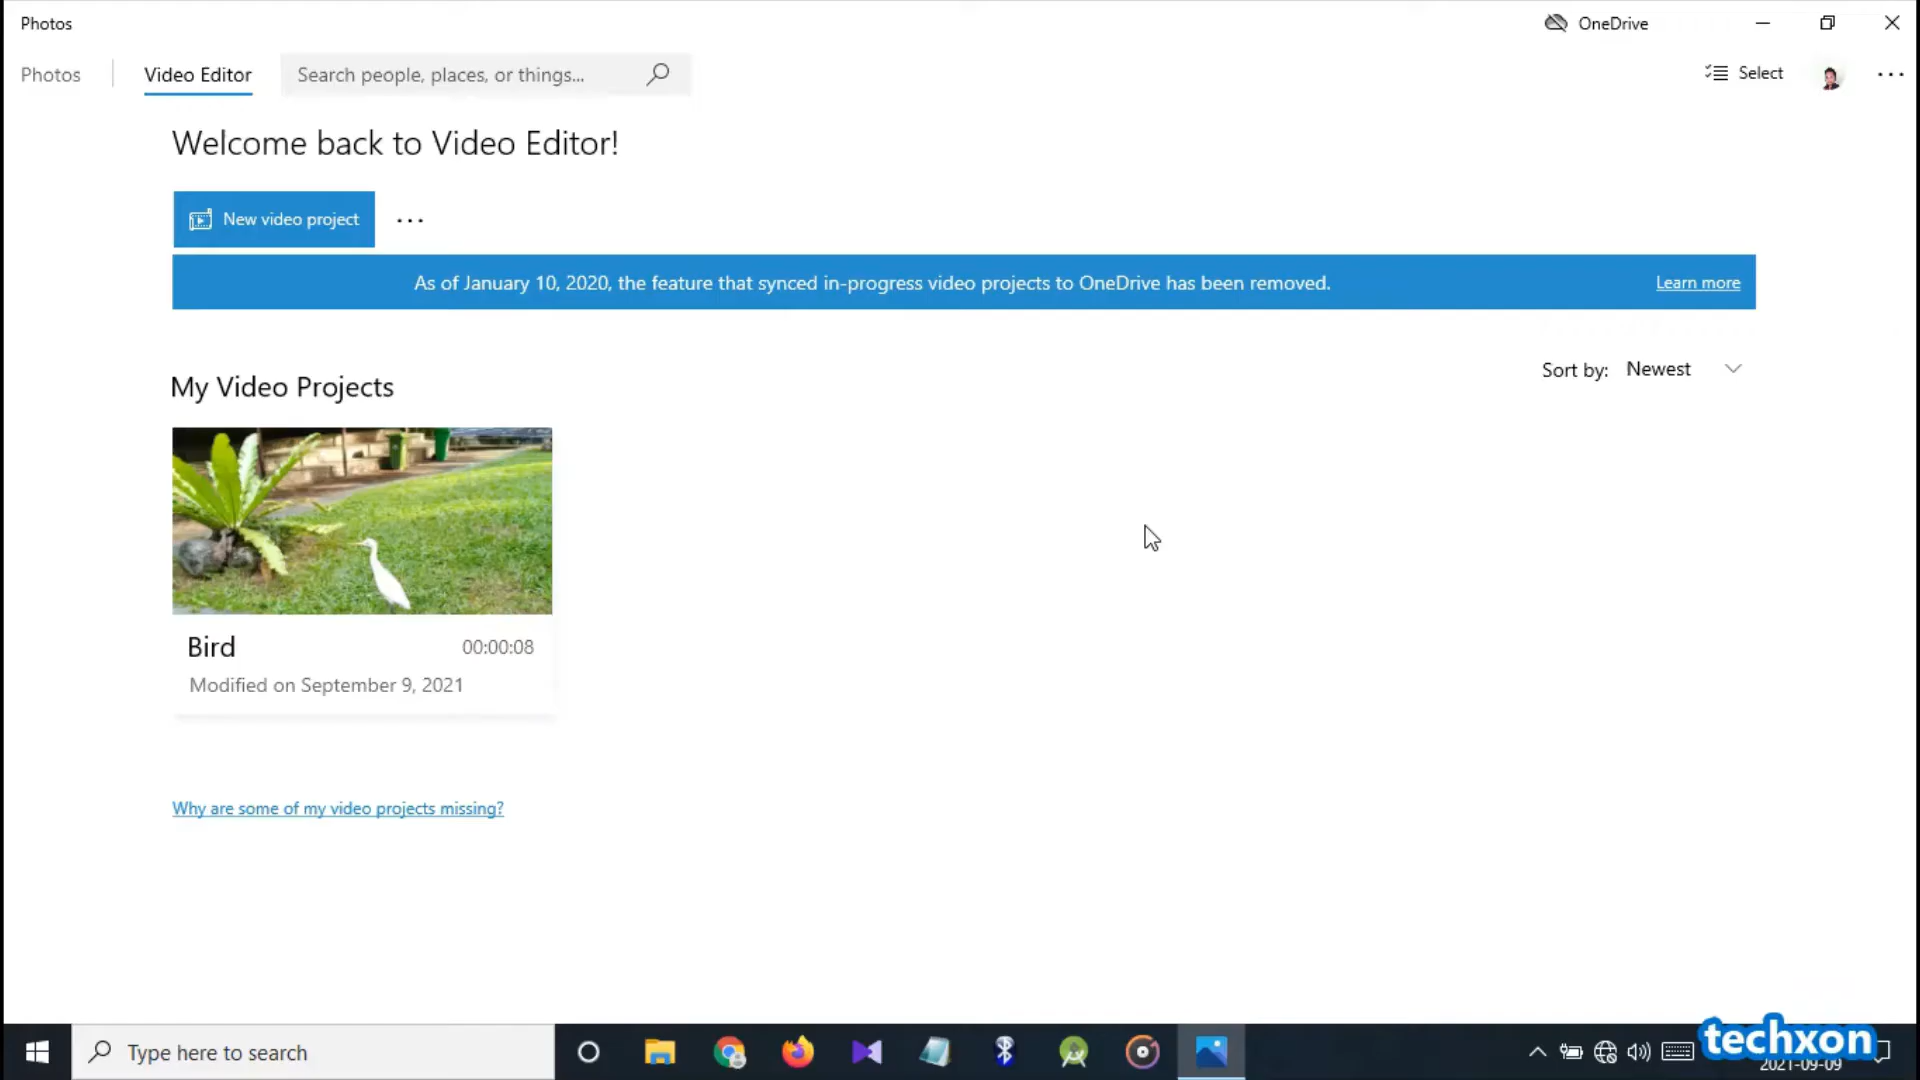 Photos
OneDrive
Photos
Video Editor
Search people, places, or things...
Select
Welcome back to Video Editor!
New video project
As of January 10, 2020, the feature that synced in-progress video projects to OneDrive has been removed.
Learn more
Sort by: Newest
My Video Projects
Bird
00:00:08
Modified on September 9, 2021
Why are some of my video projects missing?
Type here to search
techxon
2021-09-09